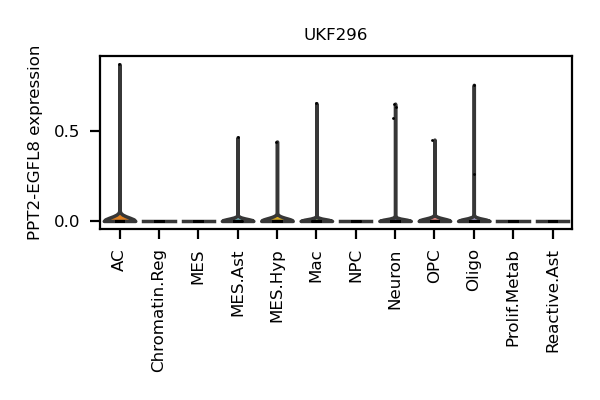 UKF296
PPT2-EGFL8 expression
0.5
0.0
AC
Chromatin.Reg
MES
MES.Ast
MES.Hyp
Mac
NPC
Neuron
OPC
Oligo
Prolif.Metab
Reactive.Ast